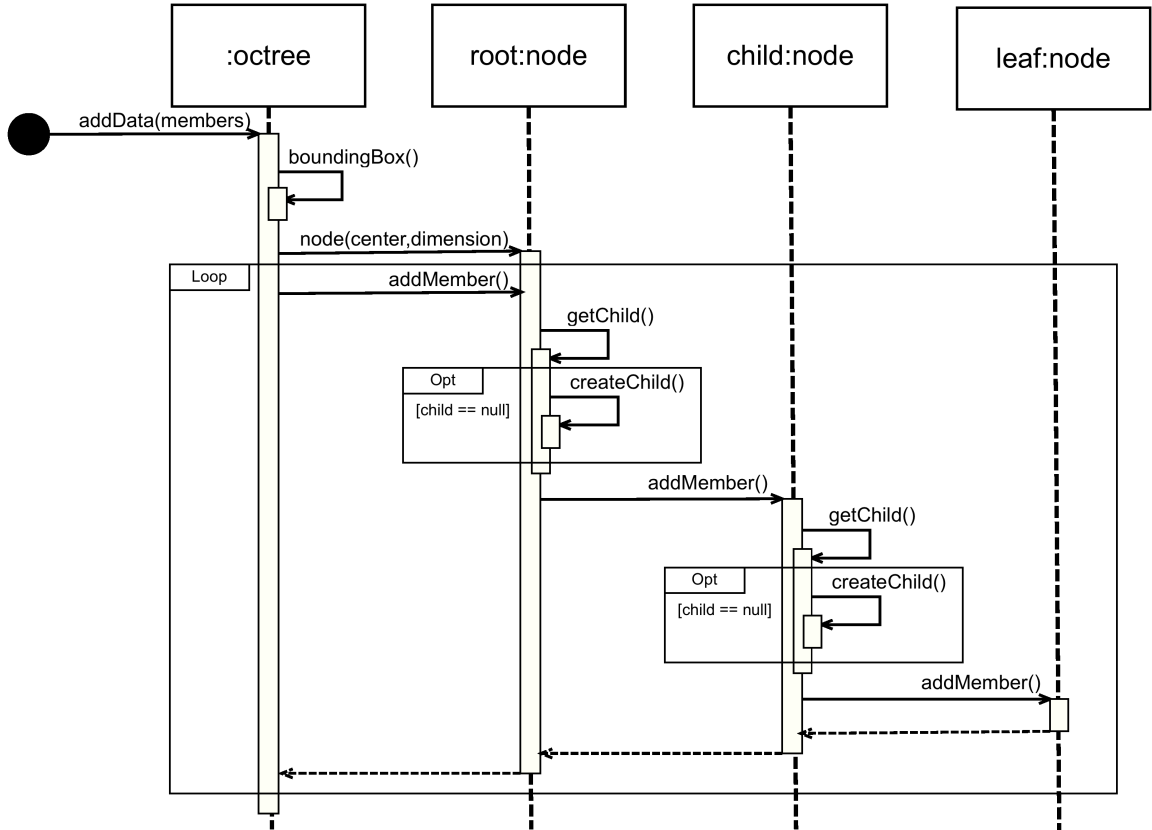 :octree
root:node
child:node
leaf:node
addData(members)
boundingBox()
node(center,dimension)
Loop
addMember()
getChild()
Opt
createChild()
[child == null]
addMember()
getChild()
Opt
createChild()
[child == null]
addMember()